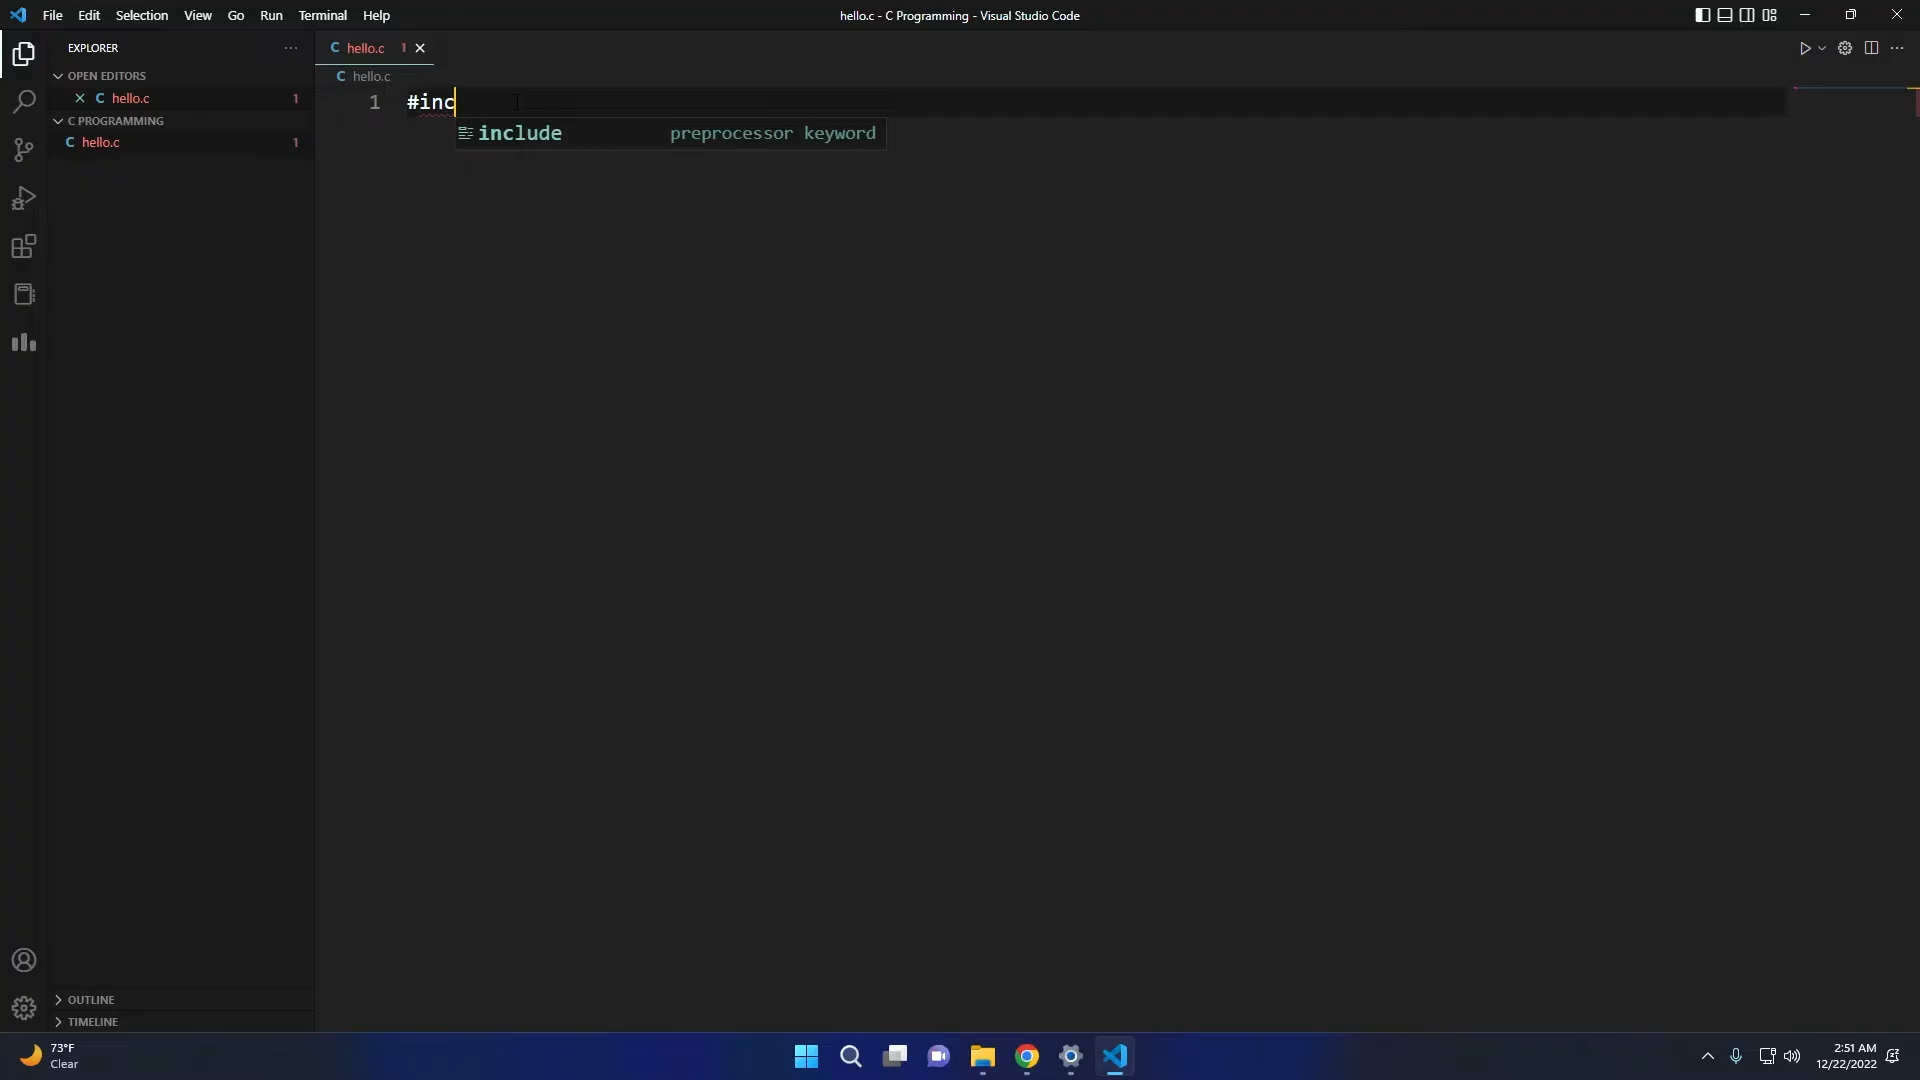 File Edit Selection View Go Run Terminal Help
hello.c - C Programming - Visual Studio Code
EXPLORER
OPEN EDITORS
C hello.c 1
C PROGRAMMING
C hello.c 1
C hello.c 1
C hello.c
1 #inc
include preprocessor keyword
OUTLINE
TIMELINE
73°F
Clear
2:51 AM
12/22/2022